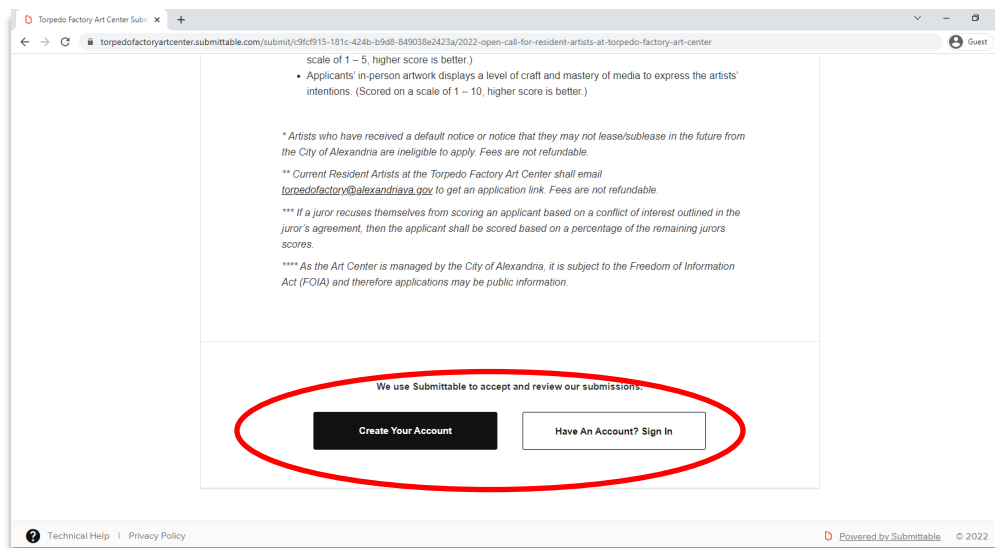 Torpedo Factory Art Center Subm
torpedofactoryartcenter.submittable.com/submit/c9fcf915-181c-424b-b9d8-849038e2423a/2022-open-call-for-resident-artists-at-torpedo-factory-art-center
Guest
scale of 1 – 5, higher score is better.)
• Applicants' in-person artwork displays a level of craft and mastery of media to express the artists'
intentions. (Scored on a scale of 1 – 10, higher score is better.)
* Artists who have received a default notice or notice that they may not lease/sublease in the future from
the City of Alexandria are ineligible to apply. Fees are not refundable.
** Current Resident Artists at the Torpedo Factory Art Center shall email
torpedofactory@alexandriava.gov to get an application link. Fees are not refundable.
*** If a juror recuses themselves from scoring an applicant based on a conflict of interest outlined in the
juror's agreement, then the applicant shall be scored based on a percentage of the remaining jurors
scores.
**** As the Art Center is managed by the City of Alexandria, it is subject to the Freedom of Information
Act (FOIA) and therefore applications may be public information.
We use Submittable to accept and review our submissions.
Create Your Account
Have An Account? Sign In
? Technical Help | Privacy Policy
Powered by Submittable © 2022